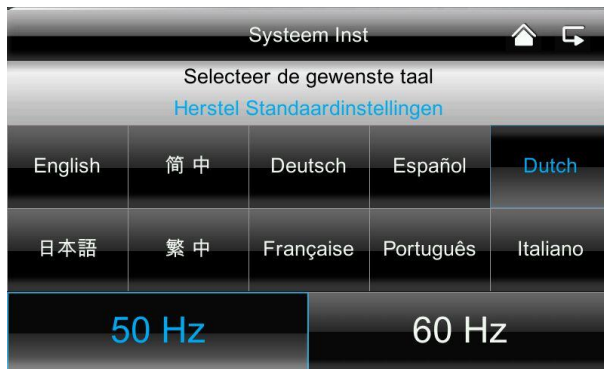 Systeem Inst
Selecteer de gewenste taal
Herstel Standaardinstellingen
English 简 中 Deutsch Español Dutch
日本語 繁 中 Française Português Italiano
50 Hz 60 Hz